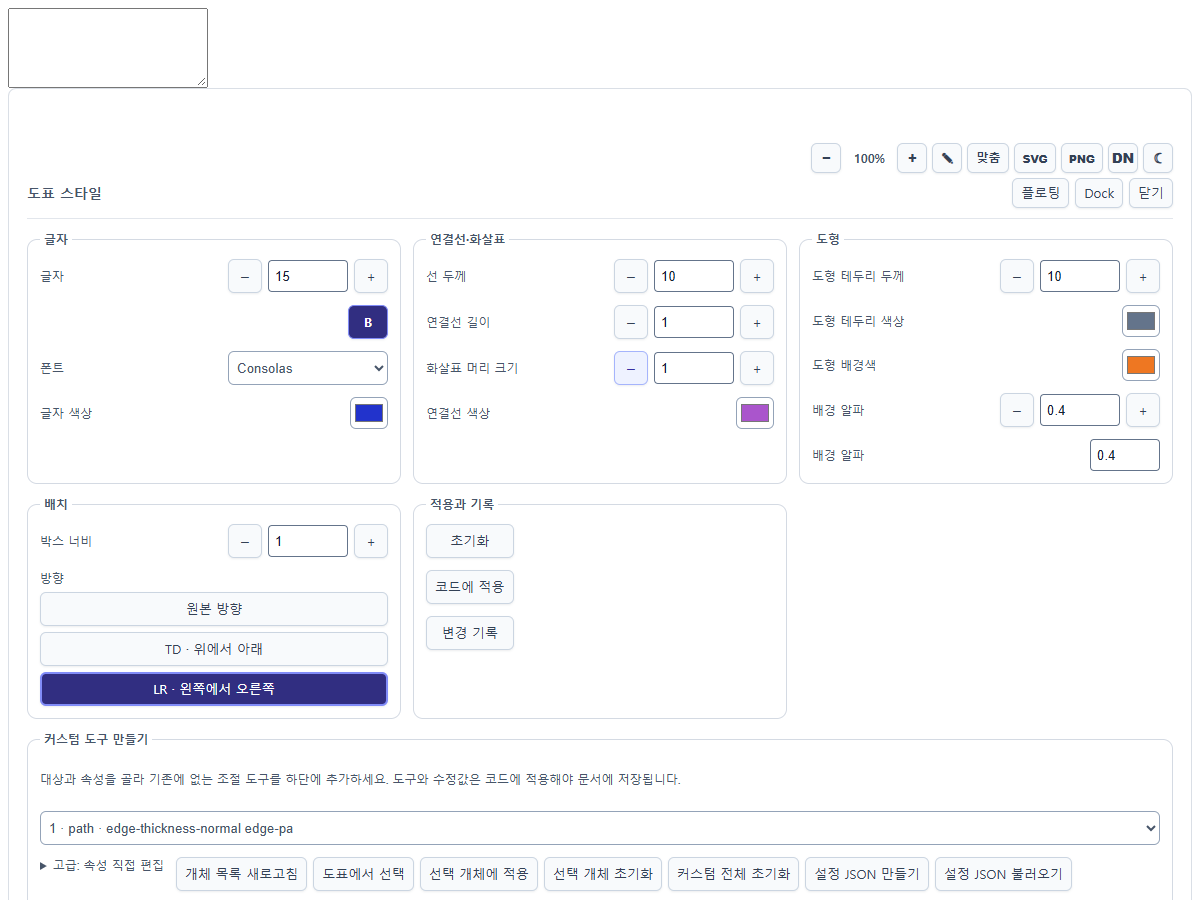 − 100% + ✎ 맞춤 SVG PNG DN ☾
도표 스타일 플로팅 Dock 닫기
글자
글자 − 15 +
B
폰트 Consolas
글자 색상
연결선·화살표
선 두께 − 10 +
연결선 길이 − 1 +
화살표 머리 크기 − 1 +
연결선 색상
도형
도형 테두리 두께 − 10 +
도형 테두리 색상
도형 배경색
배경 알파 − 0.4 +
배경 알파 0.4
배치
박스 너비 − 1 +
방향
원본 방향
TD · 위에서 아래
LR · 왼쪽에서 오른쪽
적용과 기록
초기화
코드에 적용
변경 기록
커스텀 도구 만들기
대상과 속성을 골라 기존에 없는 조절 도구를 하단에 추가하세요. 도구와 수정값은 코드에 적용해야 문서에 저장됩니다.
1 · path · edge-thickness-normal edge-pa
▶ 고급: 속성 직접 편집 개체 목록 새로고침 도표에서 선택 선택 개체에 적용 선택 개체 초기화 커스텀 전체 초기화 설정 JSON 만들기 설정 JSON 불러오기